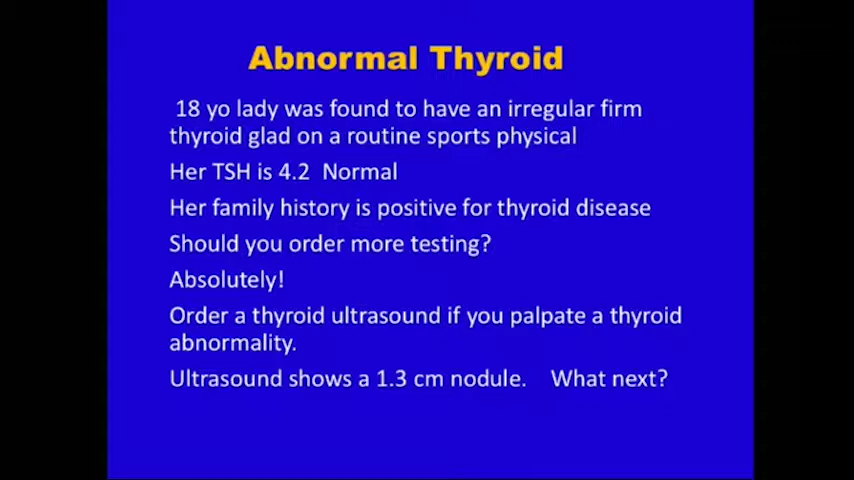 Abnormal Thyroid
18 yo lady was found to have an irregular firm
thyroid glad on a routine sports physical
Her TSH is 4.2  Normal
Her family history is positive for thyroid disease
Should you order more testing?
Absolutely!
Order a thyroid ultrasound if you palpate a thyroid
abnormality.
Ultrasound shows a 1.3 cm nodule.    What next?